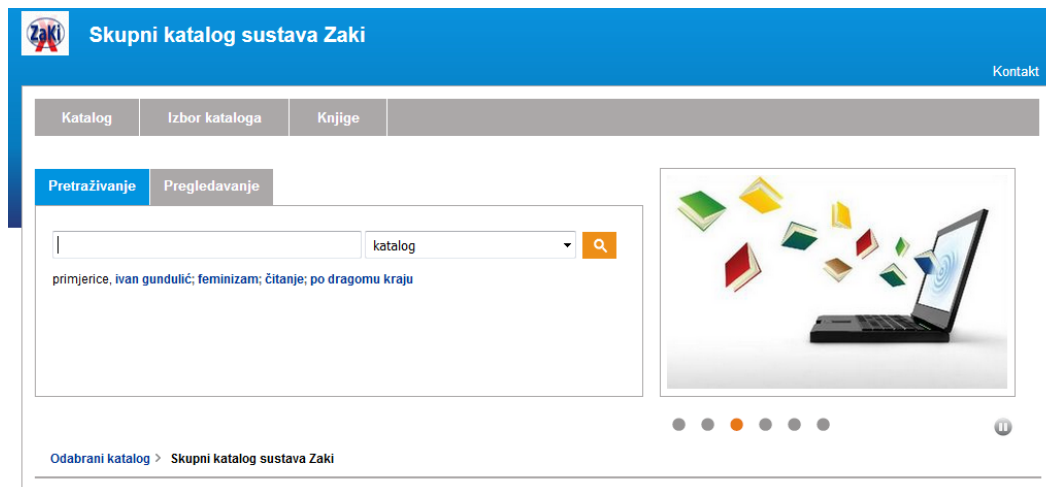 ZaKi
Skupni katalog sustava Zaki
Kontakt
Katalog Izbor kataloga Knjige
Pretraživanje Pregledavanje
katalog
primjerice, ivan gundulić; feminizam; čitanje; po dragomu kraju
Odabrani katalog > Skupni katalog sustava Zaki